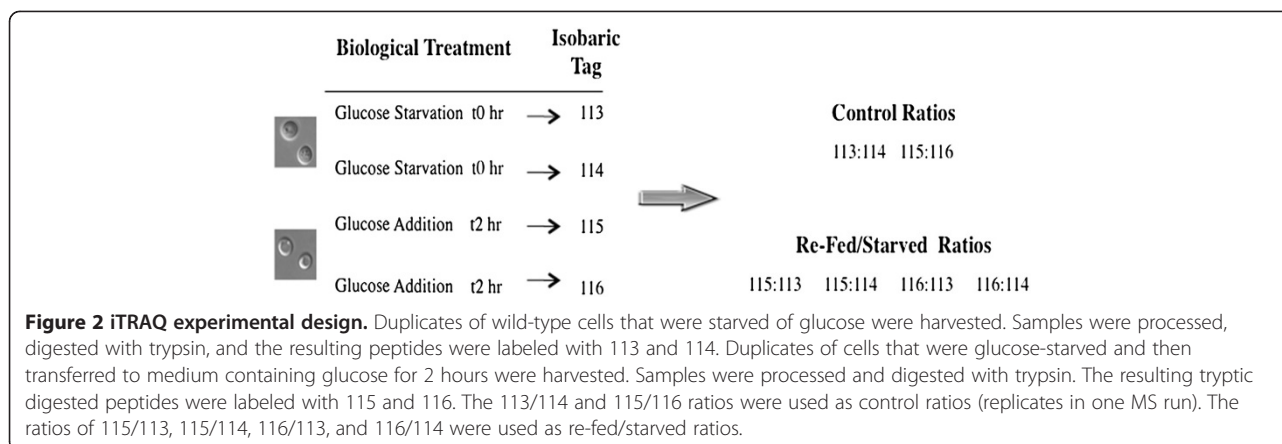 Biological Treatment
Isobaric
Tag
Glucose Starvation t0 hr → 113
Glucose Starvation t0 hr → 114
Glucose Addition t2 hr → 115
Glucose Addition t2 hr → 116
Control Ratios
113:114 115:116
Re-Fed/Starved Ratios
115:113 115:114 116:113 116:114
Figure 2 iTRAQ experimental design. Duplicates of wild-type cells that were starved of glucose were harvested. Samples were processed,
digested with trypsin, and the resulting peptides were labeled with 113 and 114. Duplicates of cells that were glucose-starved and then
transferred to medium containing glucose for 2 hours were harvested. Samples were processed and digested with trypsin. The resulting tryptic
digested peptides were labeled with 115 and 116. The 113/114 and 115/116 ratios were used as control ratios (replicates in one MS run). The
ratios of 115/113, 115/114, 116/113, and 116/114 were used as re-fed/starved ratios.